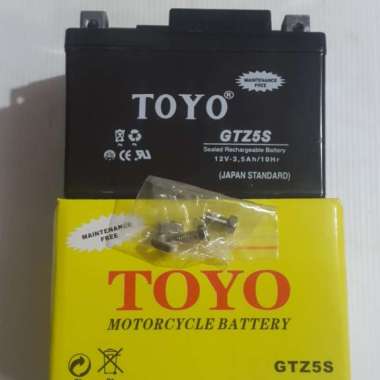 MAINTENANCE
FREE
TOYO®
GTZ5S
Sealed Rechargeable Battery
12V-3,5Ah/10Hr
(JAPAN STANDARD)
MAINTENANCE
FREE
TOYO
MOTORCYCLE BATTERY
GTZ5S